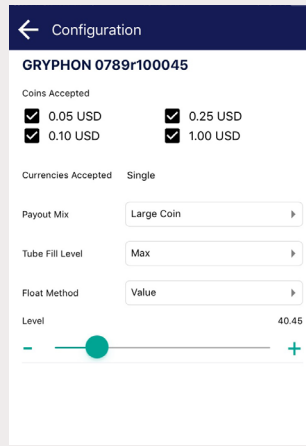 Configuration
GRYPHON 0789r100045
Coins Accepted
0.05 USD 0.25 USD
0.10 USD 1.00 USD
Currencies Accepted Single
Payout Mix Large Coin
Tube Fill Level Max
Float Method Value
Level 40.45
- +